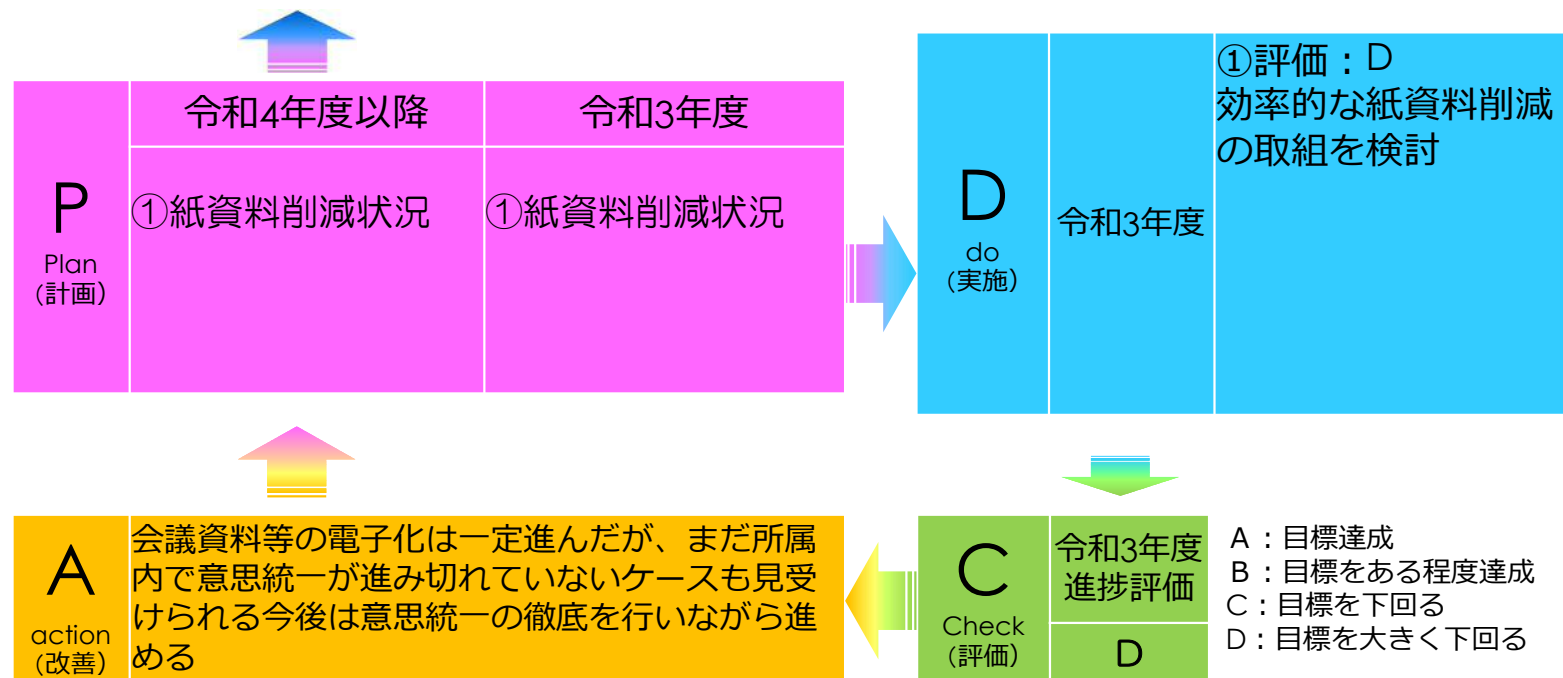 P
Plan
(計画)
令和4年度以降
令和3年度
①紙資料削減状況
①紙資料削減状況
D
do
(実施)
令和3年度
①評価：D
効率的な紙資料削減
の取組を検討
A
action
(改善)
会議資料等の電子化は一定進んだが、まだ所属
内で意思統一が進み切れていないケースも見受
けられる今後は意思統一の徹底を行いながら進
める
C
Check
(評価)
令和3年度
進捗評価
D
A：目標達成
B：目標をある程度達成
C：目標を下回る
D：目標を大きく下回る